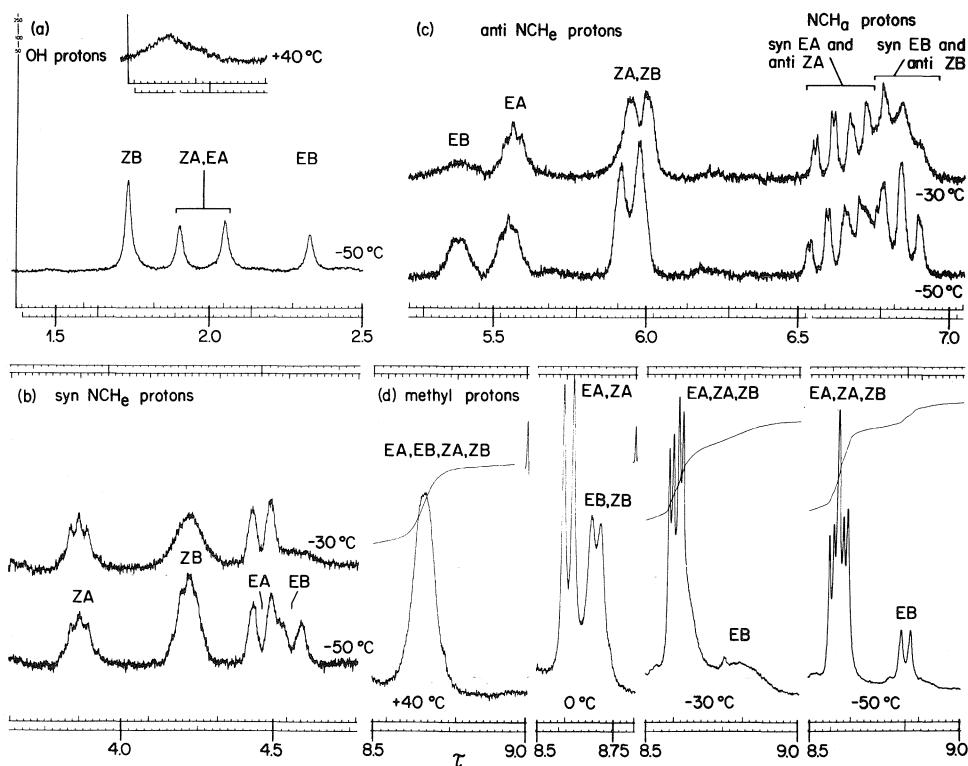 (a)
OH protons
+40°C
ZB
ZA,EA
EB
-50°C
1.5
2.0
2.5
(c)
anti NCHe protons
NCHa protons
syn EA and anti ZA
syn EB and anti ZB
EB
EA
ZA,ZB
-30°C
-50°C
5.5
6.0
6.5
7.0
(b) syn NCHe protons
-30°C
ZA
ZB
EA
EB
-50°C
4.0
4.5
(d) methyl protons
EA,EB,ZA,ZB
+40°C
8.5
9.0
EA,ZA
EB,ZB
0°C
8.5
8.75
EA,ZA,ZB
EB
-30°C
8.5
9.0
EA,ZA,ZB
EB
-50°C
8.5
9.0
τ